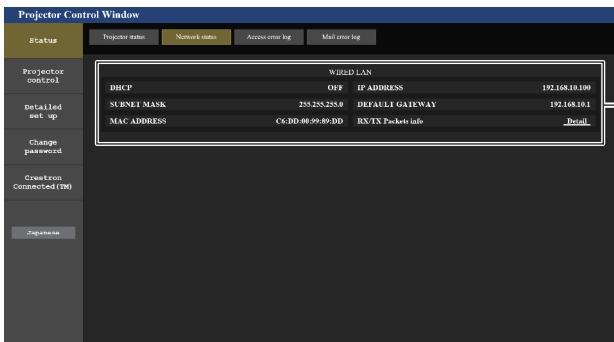 Projector Control Window
Status
Projector status
Network status
Access error log
Mail error log
Projector
control
Detailed
set up
Change
password
Crestron
Connected(TM)
Japanese
WIRED LAN
DHCP OFF IP ADDRESS 192.168.10.100
SUBNET MASK 255.255.255.0 DEFAULT GATEWAY 192.168.10.1
MAC ADDRESS C6:DD:00:99:89:DD RX/TX Packets info Detail